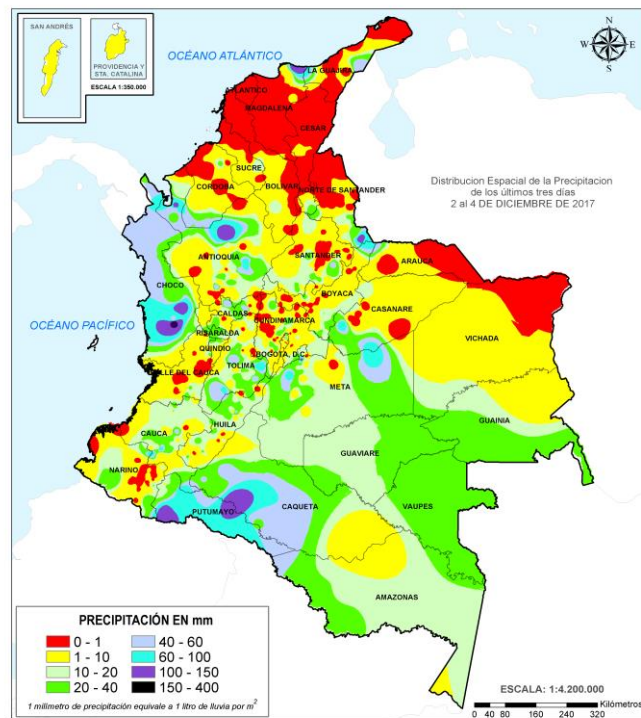 SAN ANDRÉS
PROVIDENCIA Y
STA. CATALINA
ESCALA 1:350.000
OCÉANO ATLÁNTICO
N
W E
S
LA GUAJIRA
ATLANTICO
MAGDALENA
CESAR
SUCRE
CORDOBA
BOLIVAR
NORTE DE SANTANDER
Distribucion Espacial de la Precipitacion
de los últimos tres días
2 al 4 DE DICIEMBRE DE 2017
ANTIOQUIA
SANTANDER
ARAUCA
CHOCO
BOYACA
CASANARE
OCÉANO PACÍFICO
CALDAS
CUNDINAMARCA
RISARALDA
VICHADA
QUINDIO
BOGOTA, D.C.
VALLE DEL CAUCA
TOLIMA
META
GUAINIA
CAUCA
HUILA
GUAVIARE
NARIÑO
CAQUETA
VAUPES
PUTUMAYO
AMAZONAS
PRECIPITACIÓN EN mm
0 - 1 40 - 60
1 - 10 60 - 100
10 - 20 100 - 150
20 - 40 150 - 400
1 milímetro de precipitación equivale a 1 litro de lluvia por m²
ESCALA: 1:4.200.000
Kilómetros
0 40 80 160 240 320